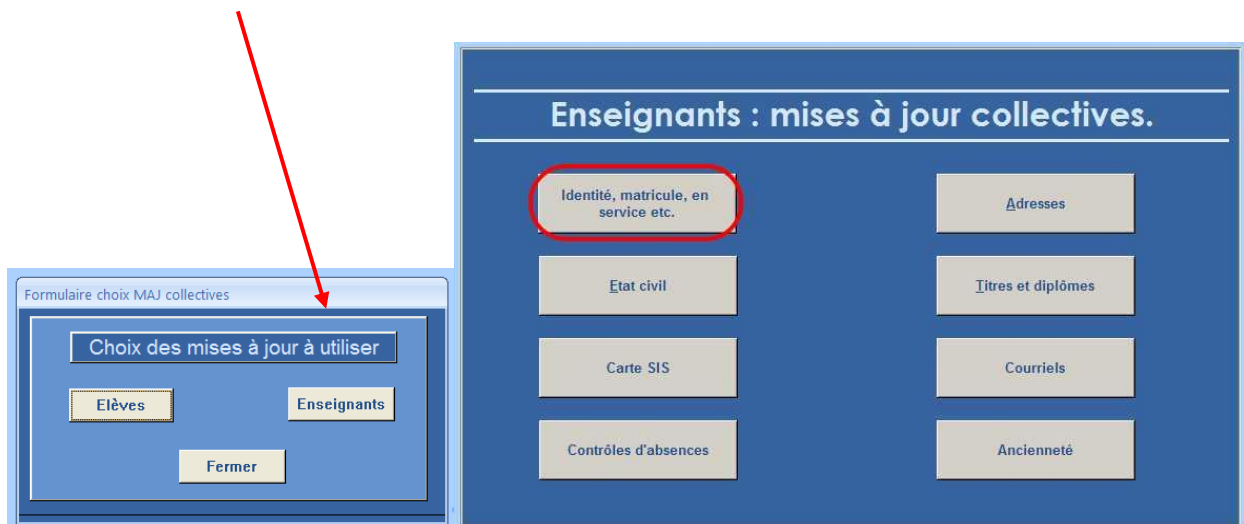 Enseignants : mises à jour collectives.
Identité, matricule, en
service etc.
Adresses
Etat civil
Titres et diplômes
Carte SIS
Courriels
Contrôles d'absences
Ancienneté
Formulaire choix MAJ collectives
Choix des mises à jour à utiliser
Elèves
Enseignants
Fermer